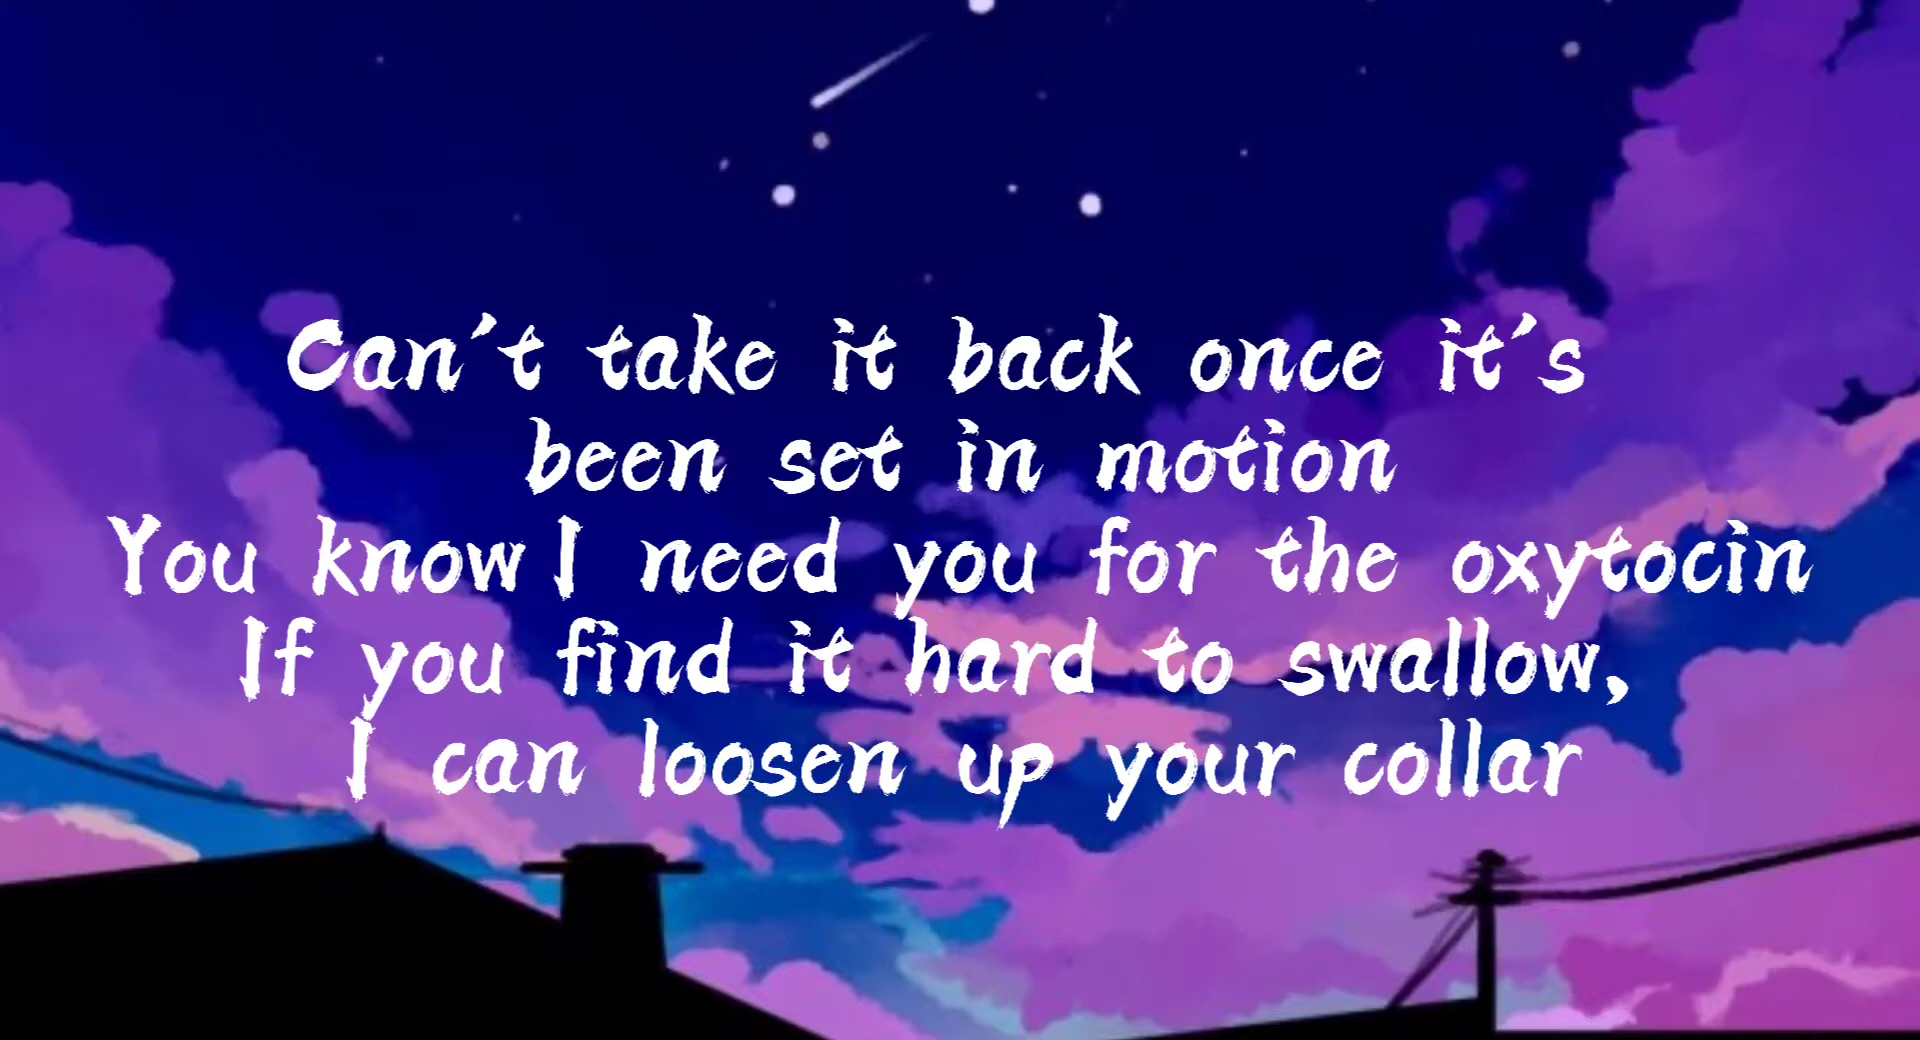 Can't take it back once it's
been set in motion
You know I need you for the oxytocin
If you find it hard to swallow,
I can loosen up your collar